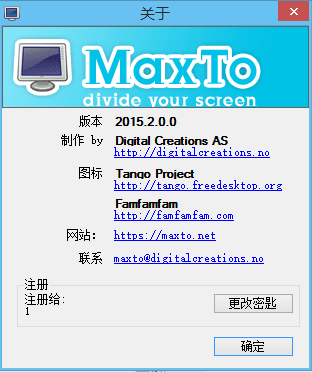 关于
MaxTo
divide your screen
版本 2015.2.0.0
制作 by Digital Creations AS
http://digitalcreations.no
图标 Tango Project
http://tango.freedesktop.org
Famfamfam
http://famfamfam.com
网站： https://maxto.net
联系 maxto@digitalcreations.no
注册
注册给:
1
更改密匙
确定